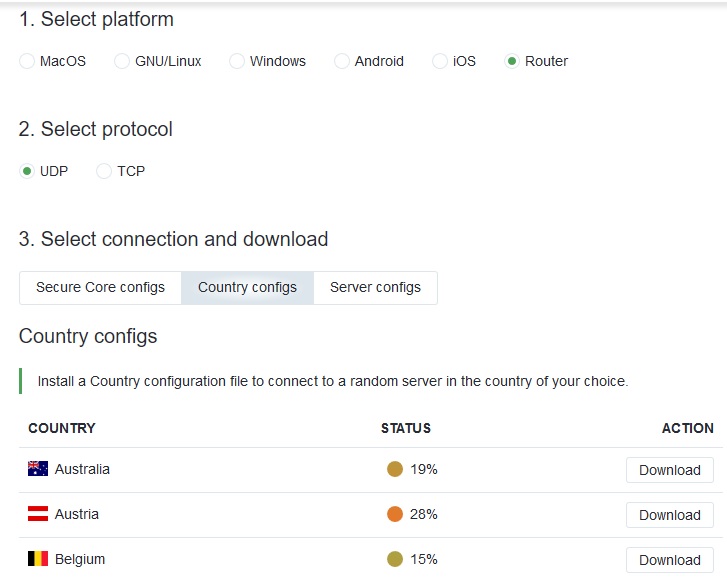 1. Select platform
MacOS GNU/Linux Windows Android iOS Router
2. Select protocol
UDP TCP
3. Select connection and download
Secure Core configs Country configs Server configs
Country configs
Install a Country configuration file to connect to a random server in the country of your choice.
COUNTRY STATUS ACTION
Australia 19% Download
Austria 28% Download
Belgium 15% Download